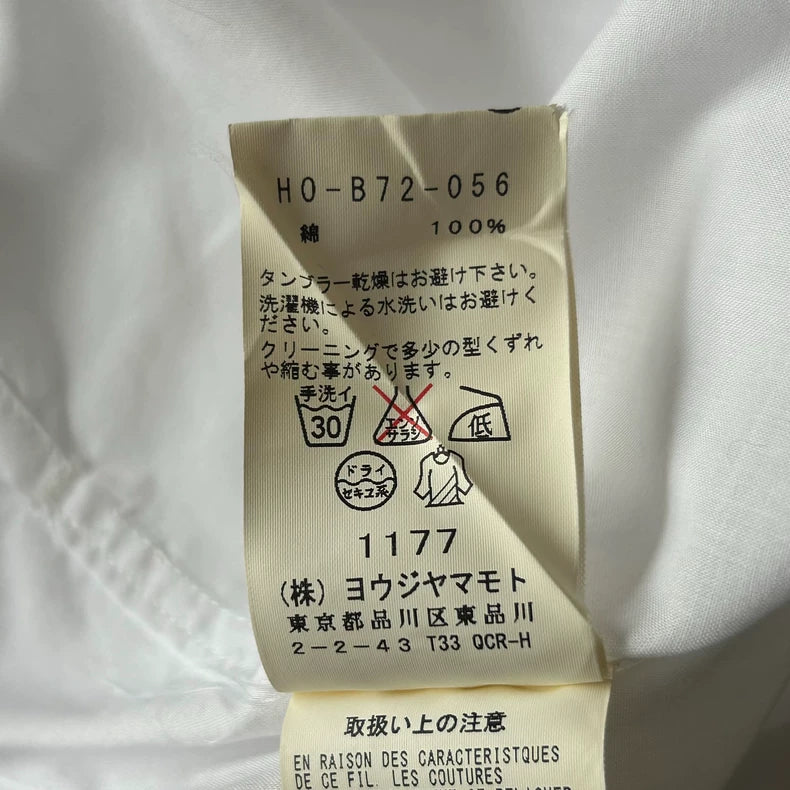 HO-B72-056
綿 100%
タンブラー乾燥はお避け下さい。
洗濯機による水洗いはお避けく
ださい。
クリーニングで多少の型くずれ
や縮む事があります。
手洗イ
30
エンソ
サラシ
低
ドライ
セキユ系
1177
(株) ヨウジヤマモト
東京都品川区東品川
2-2-43 T33 QCR-H
取扱い上の注意
EN RAISON DES CARACTERISTQUES
DE CE FIL. LES COUTURES